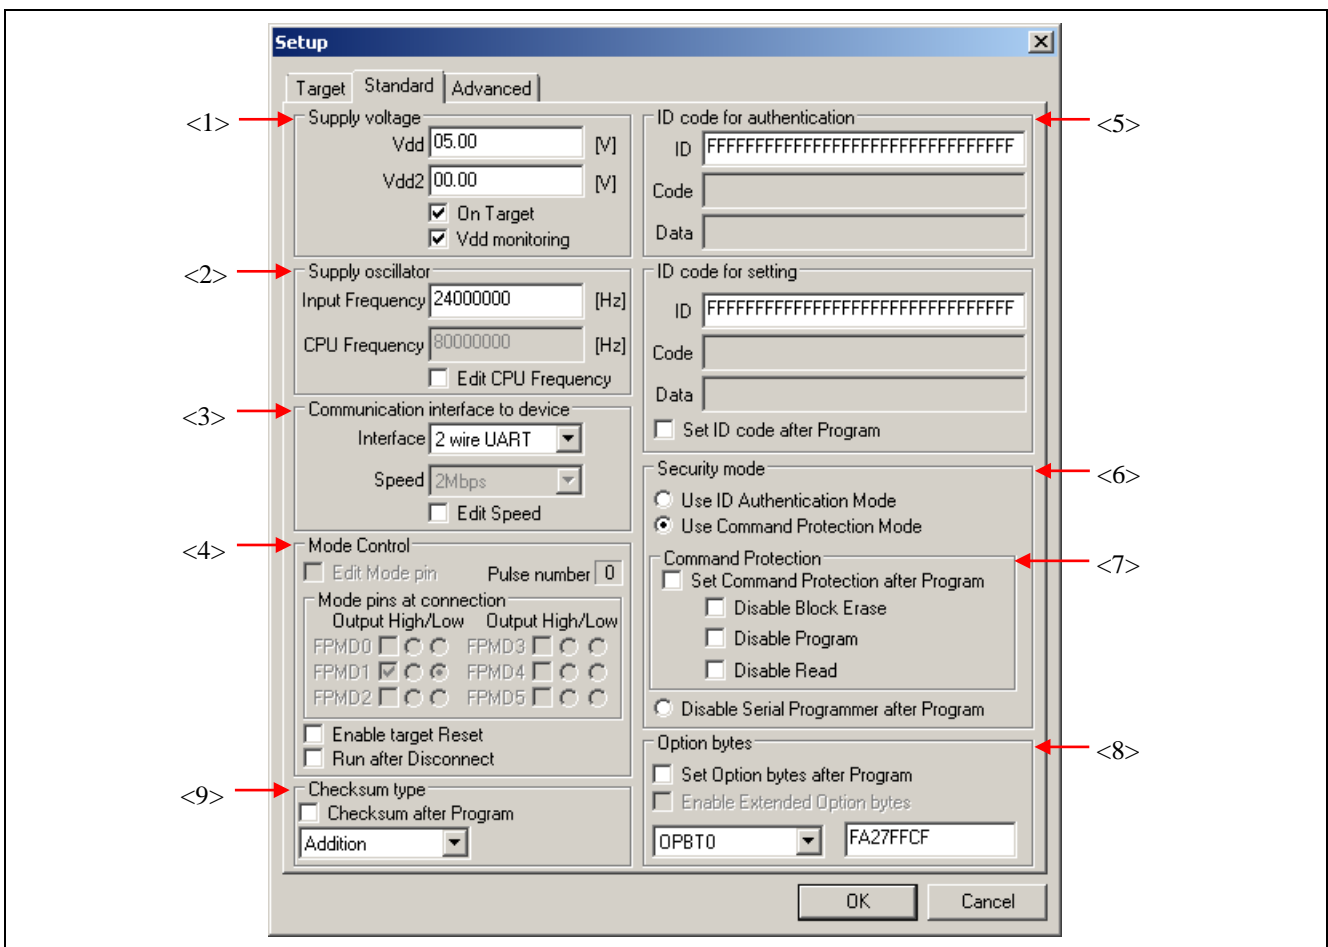 Setup
Target Standard Advanced
<1>
Supply voltage
Vdd 05.00 [V]
Vdd2 00.00 [V]
On Target
Vdd monitoring
<2>
Supply oscillator
Input Frequency 24000000 [Hz]
CPU Frequency 80000000 [Hz]
Edit CPU Frequency
<3>
Communication interface to device
Interface 2 wire UART
Speed 2Mbps
Edit Speed
<4>
Mode Control
Edit Mode pin Pulse number 0
Mode pins at connection
Output High/Low Output High/Low
FPMD0 FPMD3
FPMD1 FPMD4
FPMD2 FPMD5
Enable target Reset
Run after Disconnect
<9>
Checksum type
Checksum after Program
Addition
ID code for authentication
<5>
ID FFFFFFFFFFFFFFFFFFFFFFFFFFFFFFFF
Code
Data
ID code for setting
ID FFFFFFFFFFFFFFFFFFFFFFFFFFFFFFFF
Code
Data
Set ID code after Program
Security mode
<6>
Use ID Authentication Mode
Use Command Protection Mode
Command Protection
<7>
Set Command Protection after Program
Disable Block Erase
Disable Program
Disable Read
Disable Serial Programmer after Program
Option bytes
<8>
Set Option bytes after Program
Enable Extended Option bytes
OPBT0 FA27FFCF
OK Cancel